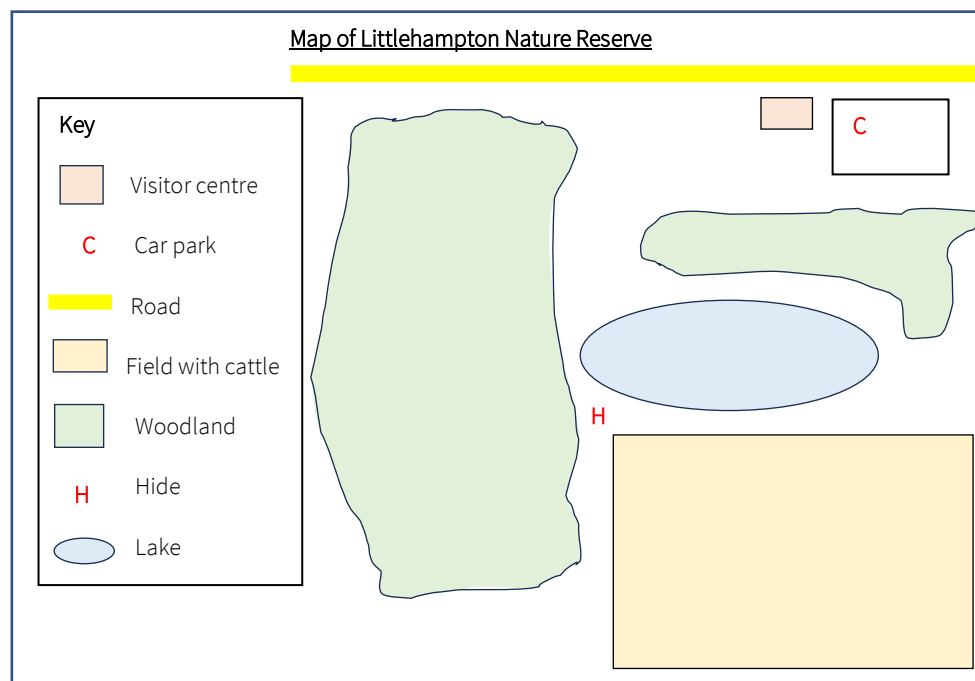 Map of Littlehampton Nature Reserve
Key
Visitor centre
C Car park
Road
Field with cattle
Woodland
H Hide
Lake
C
H